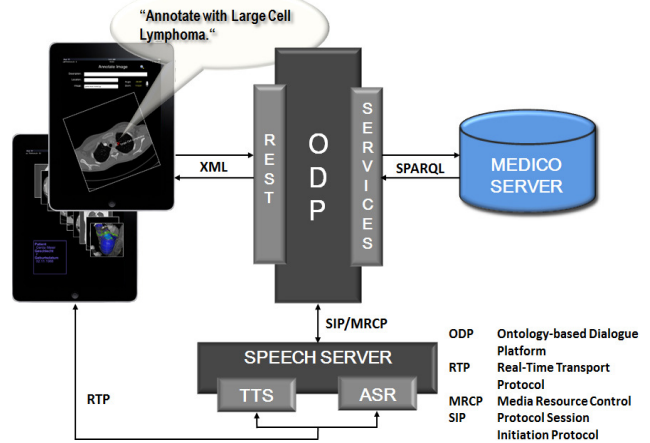 “Annotate with Large Cell
Lymphoma.“
Annotate Image
XML
REST
ODP
SERVICES
SPARQL
MEDICO
SERVER
SIP/MRCP
SPEECH SERVER
TTS
ASR
RTP
ODP Ontology-based Dialogue
Platform
RTP Real-Time Transport
Protocol
MRCP Media Resource Control
SIP Protocol Session
Initiation Protocol